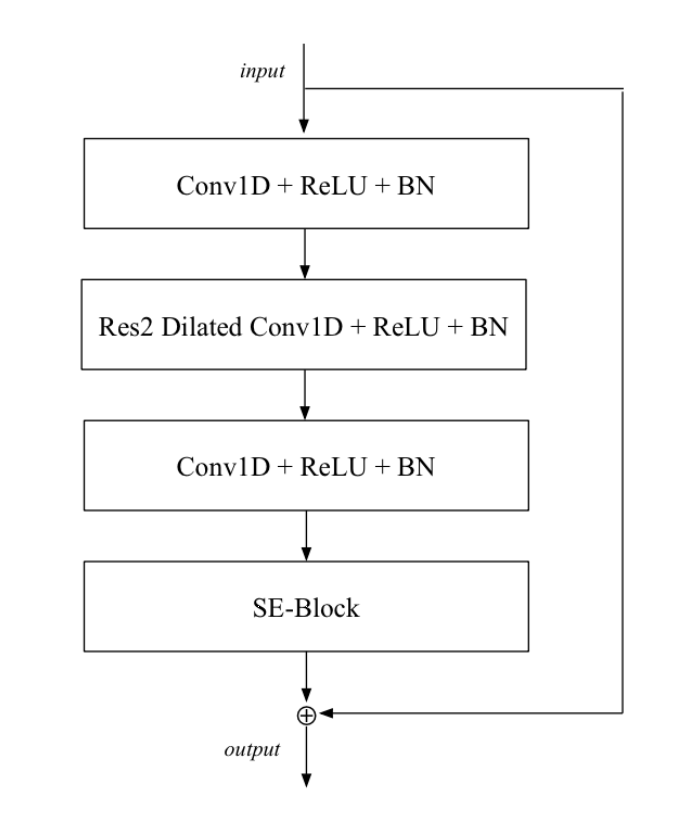 input
Conv1D + ReLU + BN
Res2 Dilated Conv1D + ReLU + BN
Conv1D + ReLU + BN
SE-Block
output